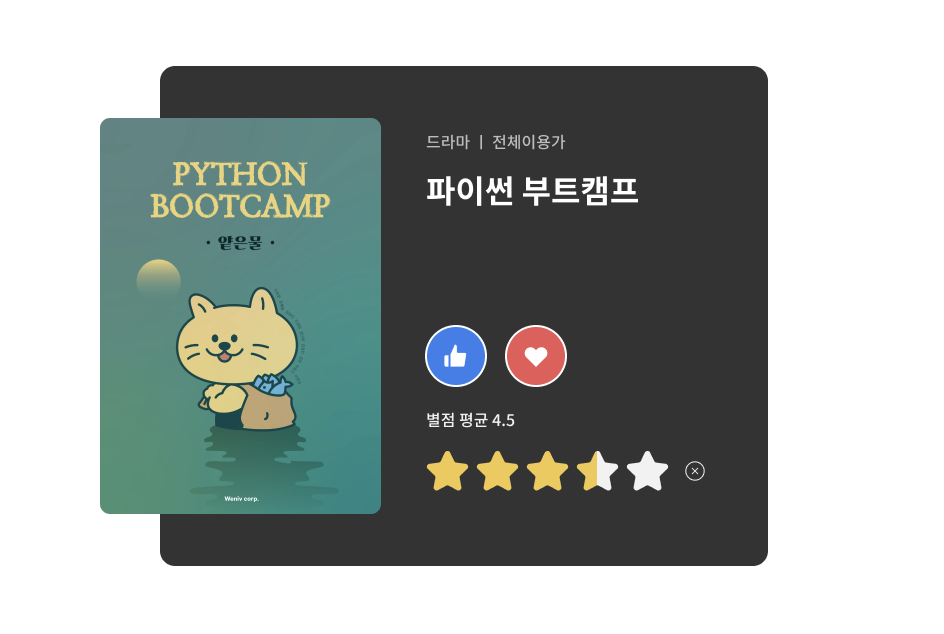 PYTHON
BOOTCAMP
· 얕은물 ·
Weniv corp.
드라마 | 전체이용가
파이썬 부트캠프
별점 평균 4.5